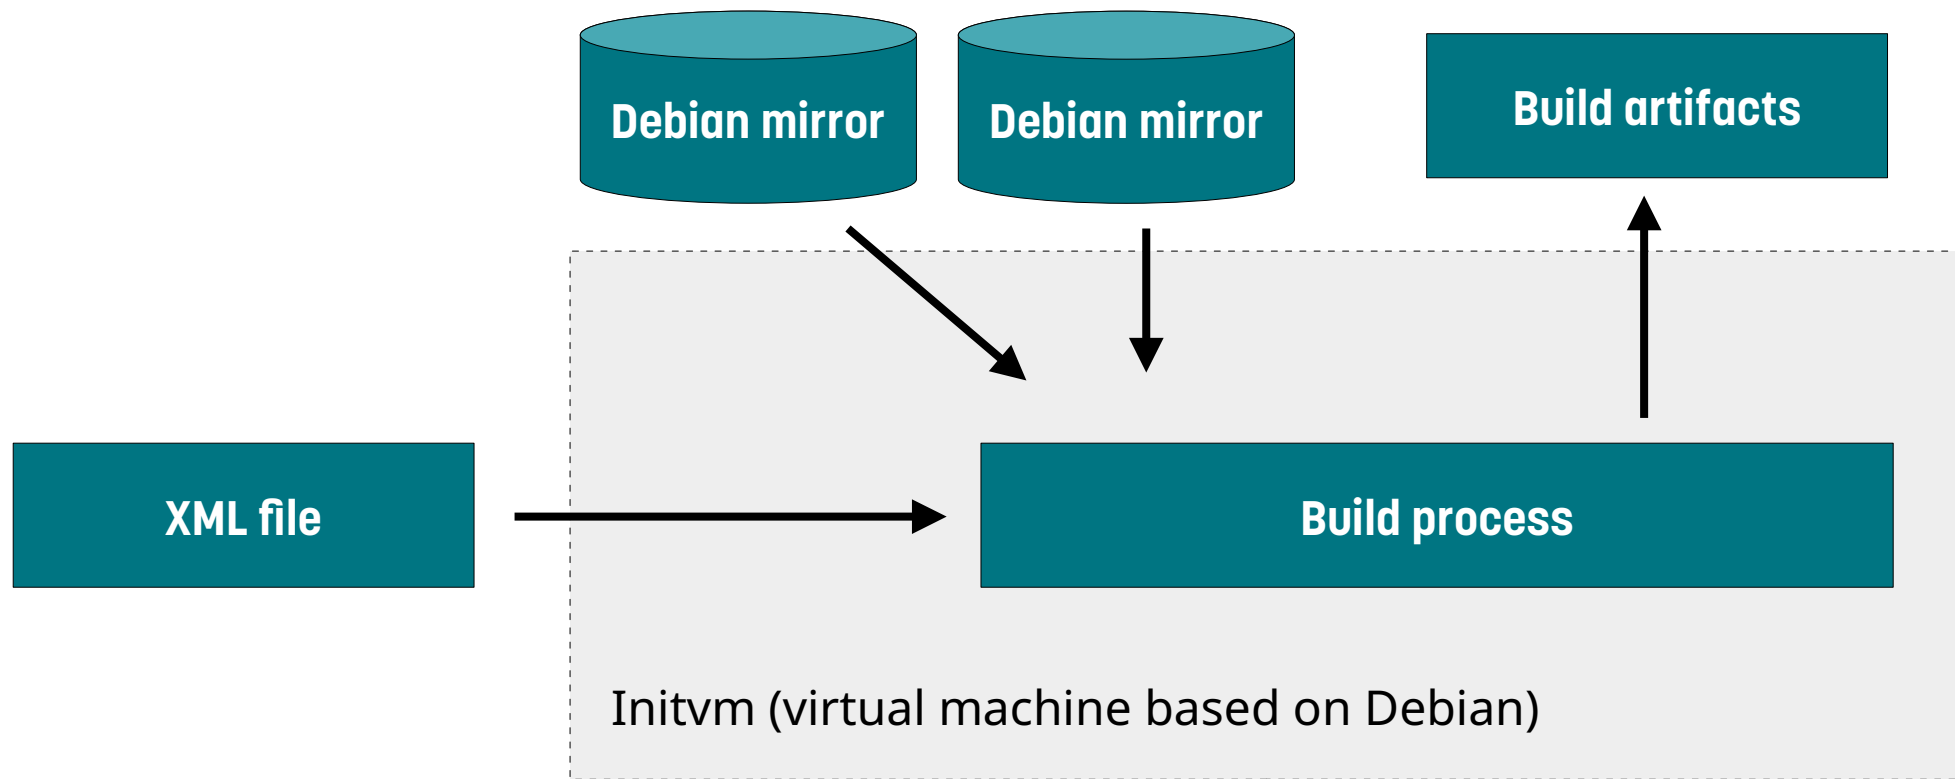 Debian mirror
Debian mirror
Build artifacts
XML file
Build process
Initvm (virtual machine based on Debian)